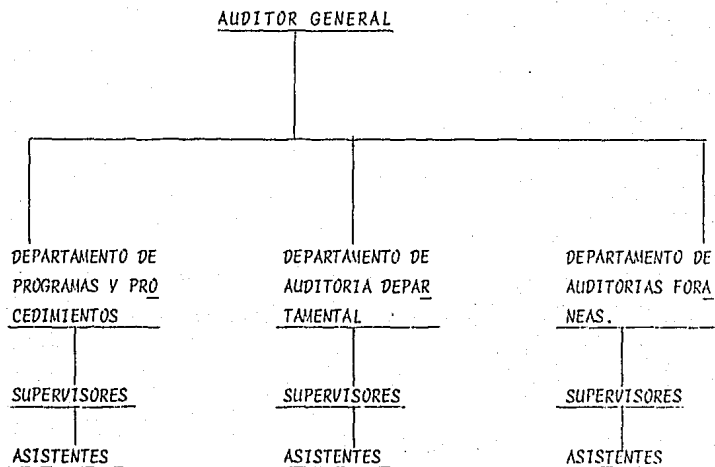 AUDITOR GENERAL
DEPARTAMENTO DE
PROGRAMAS Y PRO
CEDIMIENTOS
DEPARTAMENTO DE
AUDITORIA DEPAR
TAMENTAL
DEPARTAMENTO DE
AUDITORIAS FORA
NEAS.
SUPERVISORES
SUPERVISORES
SUPERVISORES
ASISTENTES
ASISTENTES
ASISTENTES